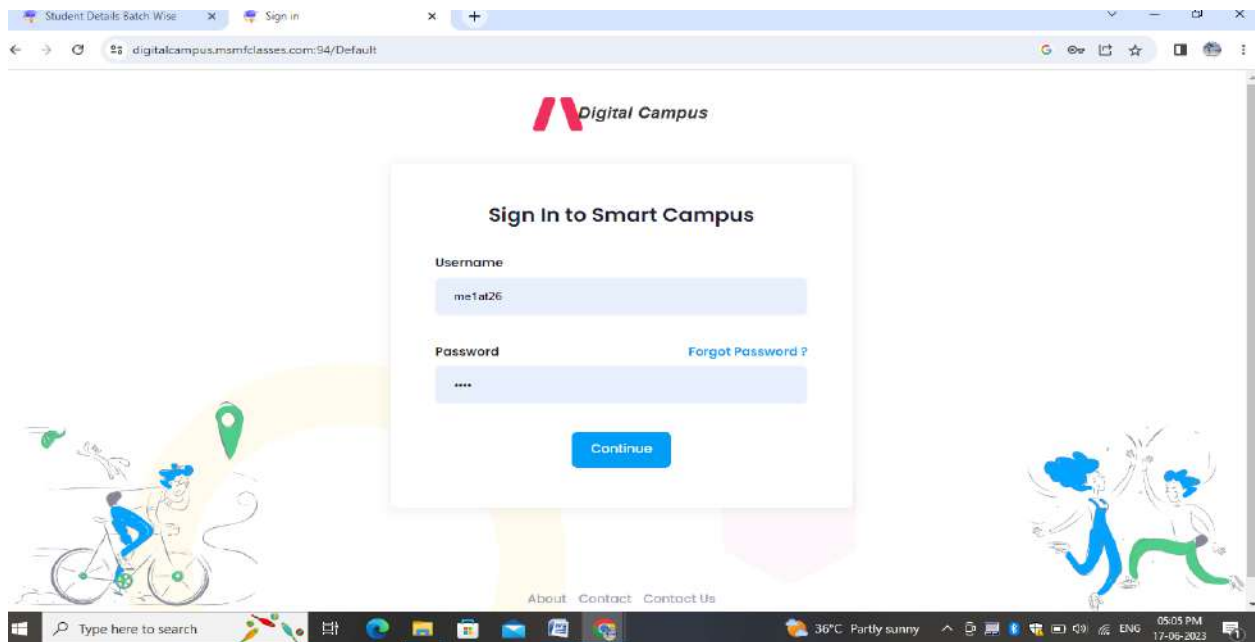 Student Details Batch Wise
Sign in
digitalcampus.msmfclasses.com:94/Default
Digital Campus
Sign In to Smart Campus
Username
me1at26
Password Forgot Password ?
••••
Continue
About Contact Contact Us
Type here to search
36°C Partly sunny
ENG
05:05 PM
17-06-2023